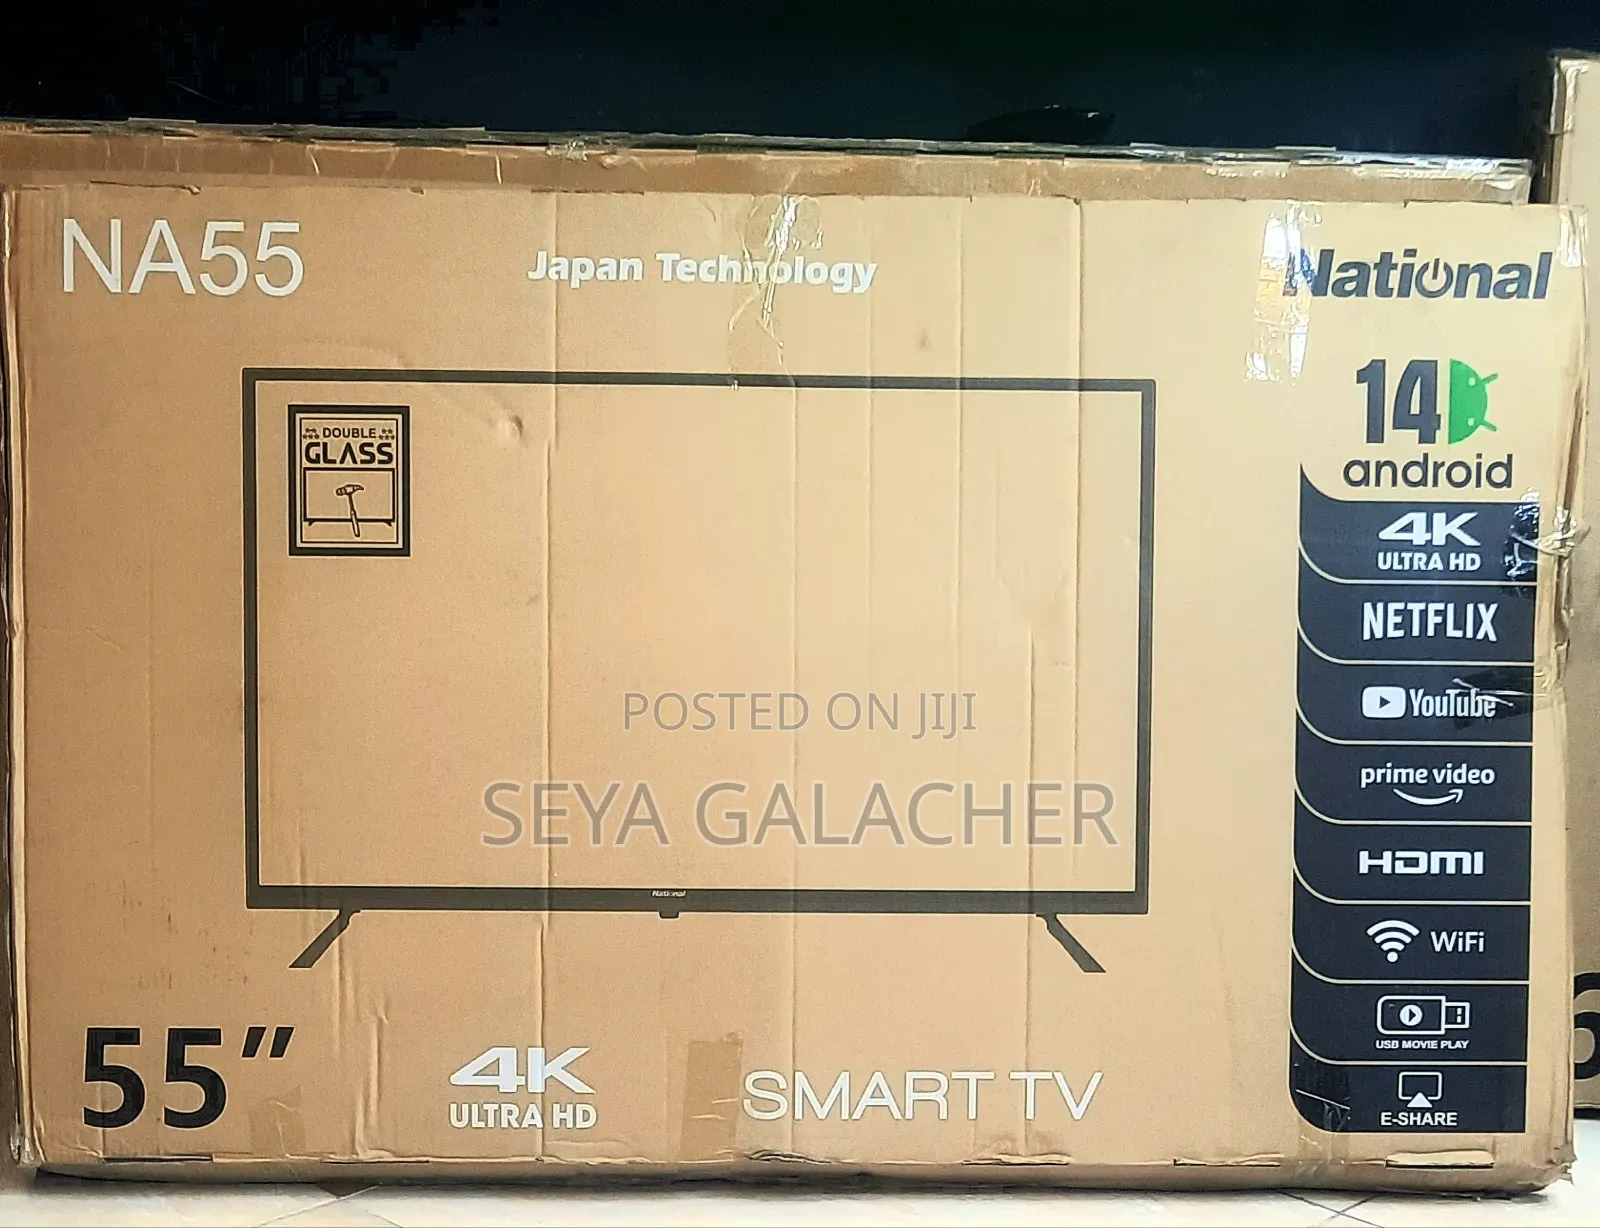 NA55
Japan Technology
National
14
android
DOUBLE
GLASS
4K
ULTRA HD
NETFLIX
YouTube
prime video
HDMI
WiFi
USB MOVIE PLAY
E-SHARE
POSTED ON JIJI
SEYA GALACHER
National
55"
4K
ULTRA HD
SMART TV